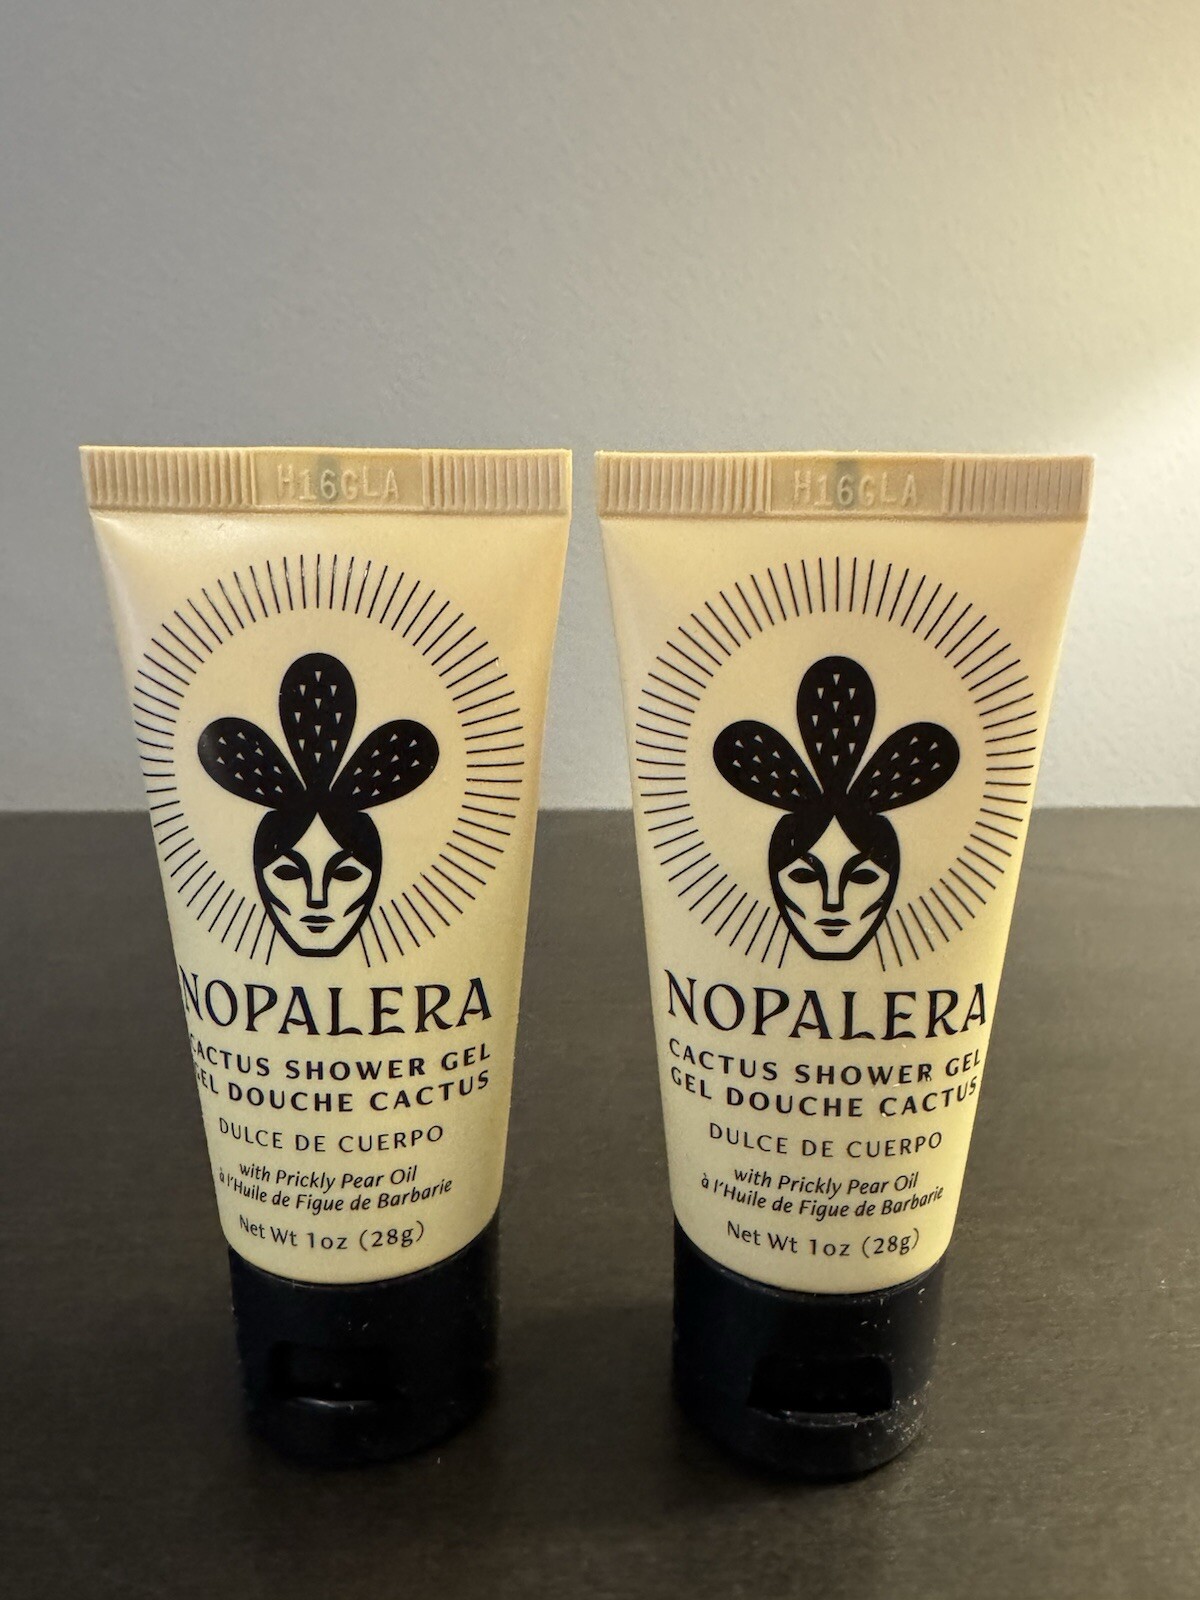 H16GLA
NOPALERA
CACTUS SHOWER GEL
GEL DOUCHE CACTUS
DULCE DE CUERPO
with Prickly Pear Oil
à l'Huile de Figue de Barbarie
Net Wt 1oz (28g)
H16GLA
NOPALERA
CACTUS SHOWER GEL
GEL DOUCHE CACTUS
DULCE DE CUERPO
with Prickly Pear Oil
à l'Huile de Figue de Barbarie
Net Wt 1oz (28g)